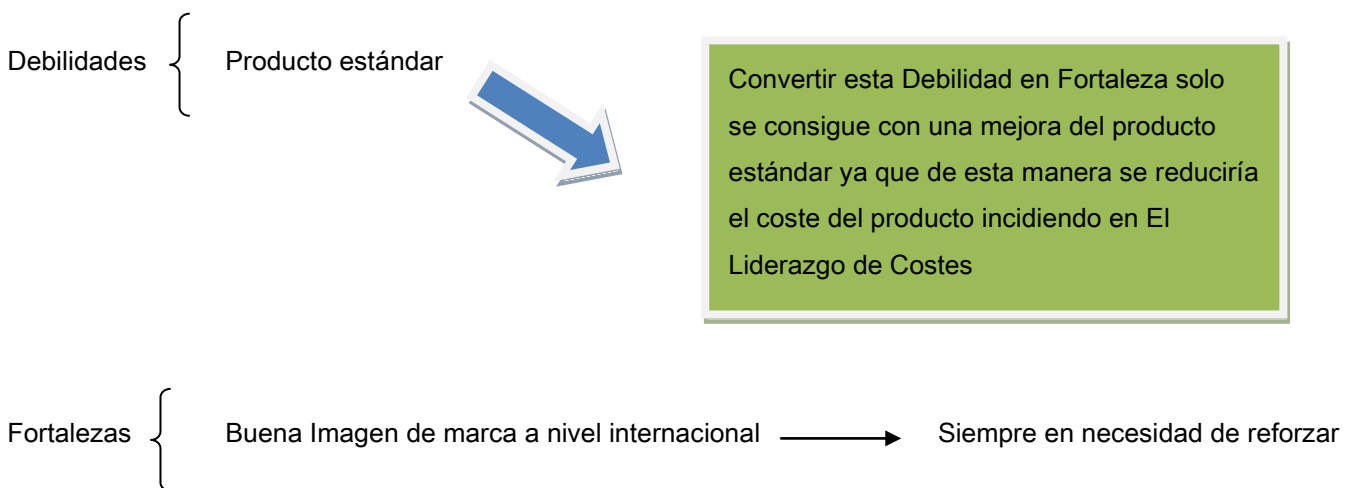 Debilidades Producto estándar
Convertir esta Debilidad en Fortaleza solo
se consigue con una mejora del producto
estándar ya que de esta manera se reduciría
el coste del producto incidiendo en El
Liderazgo de Costes
Fortalezas Buena Imagen de marca a nivel internacional Siempre en necesidad de reforzar